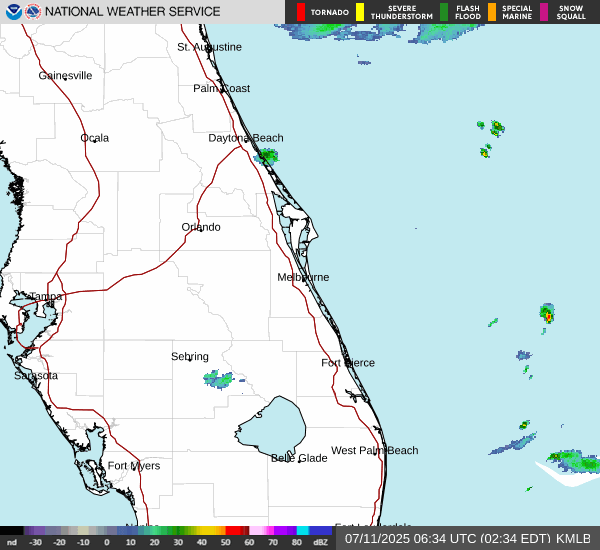 NATIONAL WEATHER SERVICE
TORNADO
SEVERE THUNDERSTORM
FLASH FLOOD
SPECIAL MARINE
SNOW SQUALL
St. Augustine
Gainesville
Palm Coast
Ocala
Daytona Beach
Orlando
Melbourne
Tampa
Sebring
Fort Pierce
Sarasota
West Palm Beach
Belle Glade
Fort Myers
nd -30 -20 -10 0 10 20 30 40 50 60 70 80 dBZ
07/11/2025 06:34 UTC (02:34 EDT) KMLB